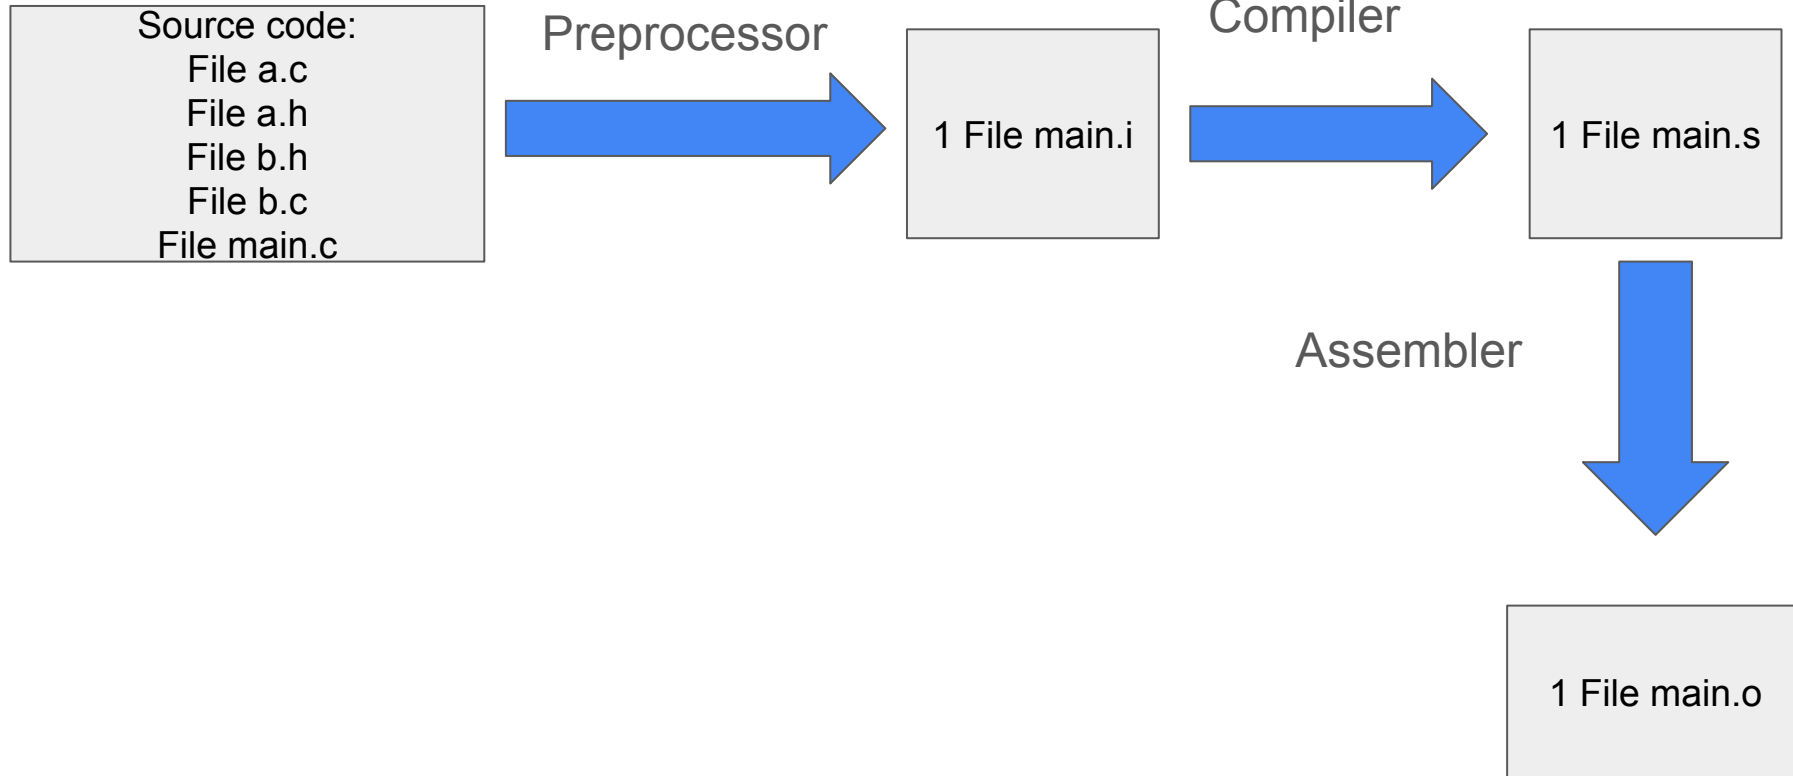 Source code:
File a.c
File a.h
File b.h
File b.c
File main.c
Preprocessor
1 File main.i
Compiler
1 File main.s
Assembler
1 File main.o